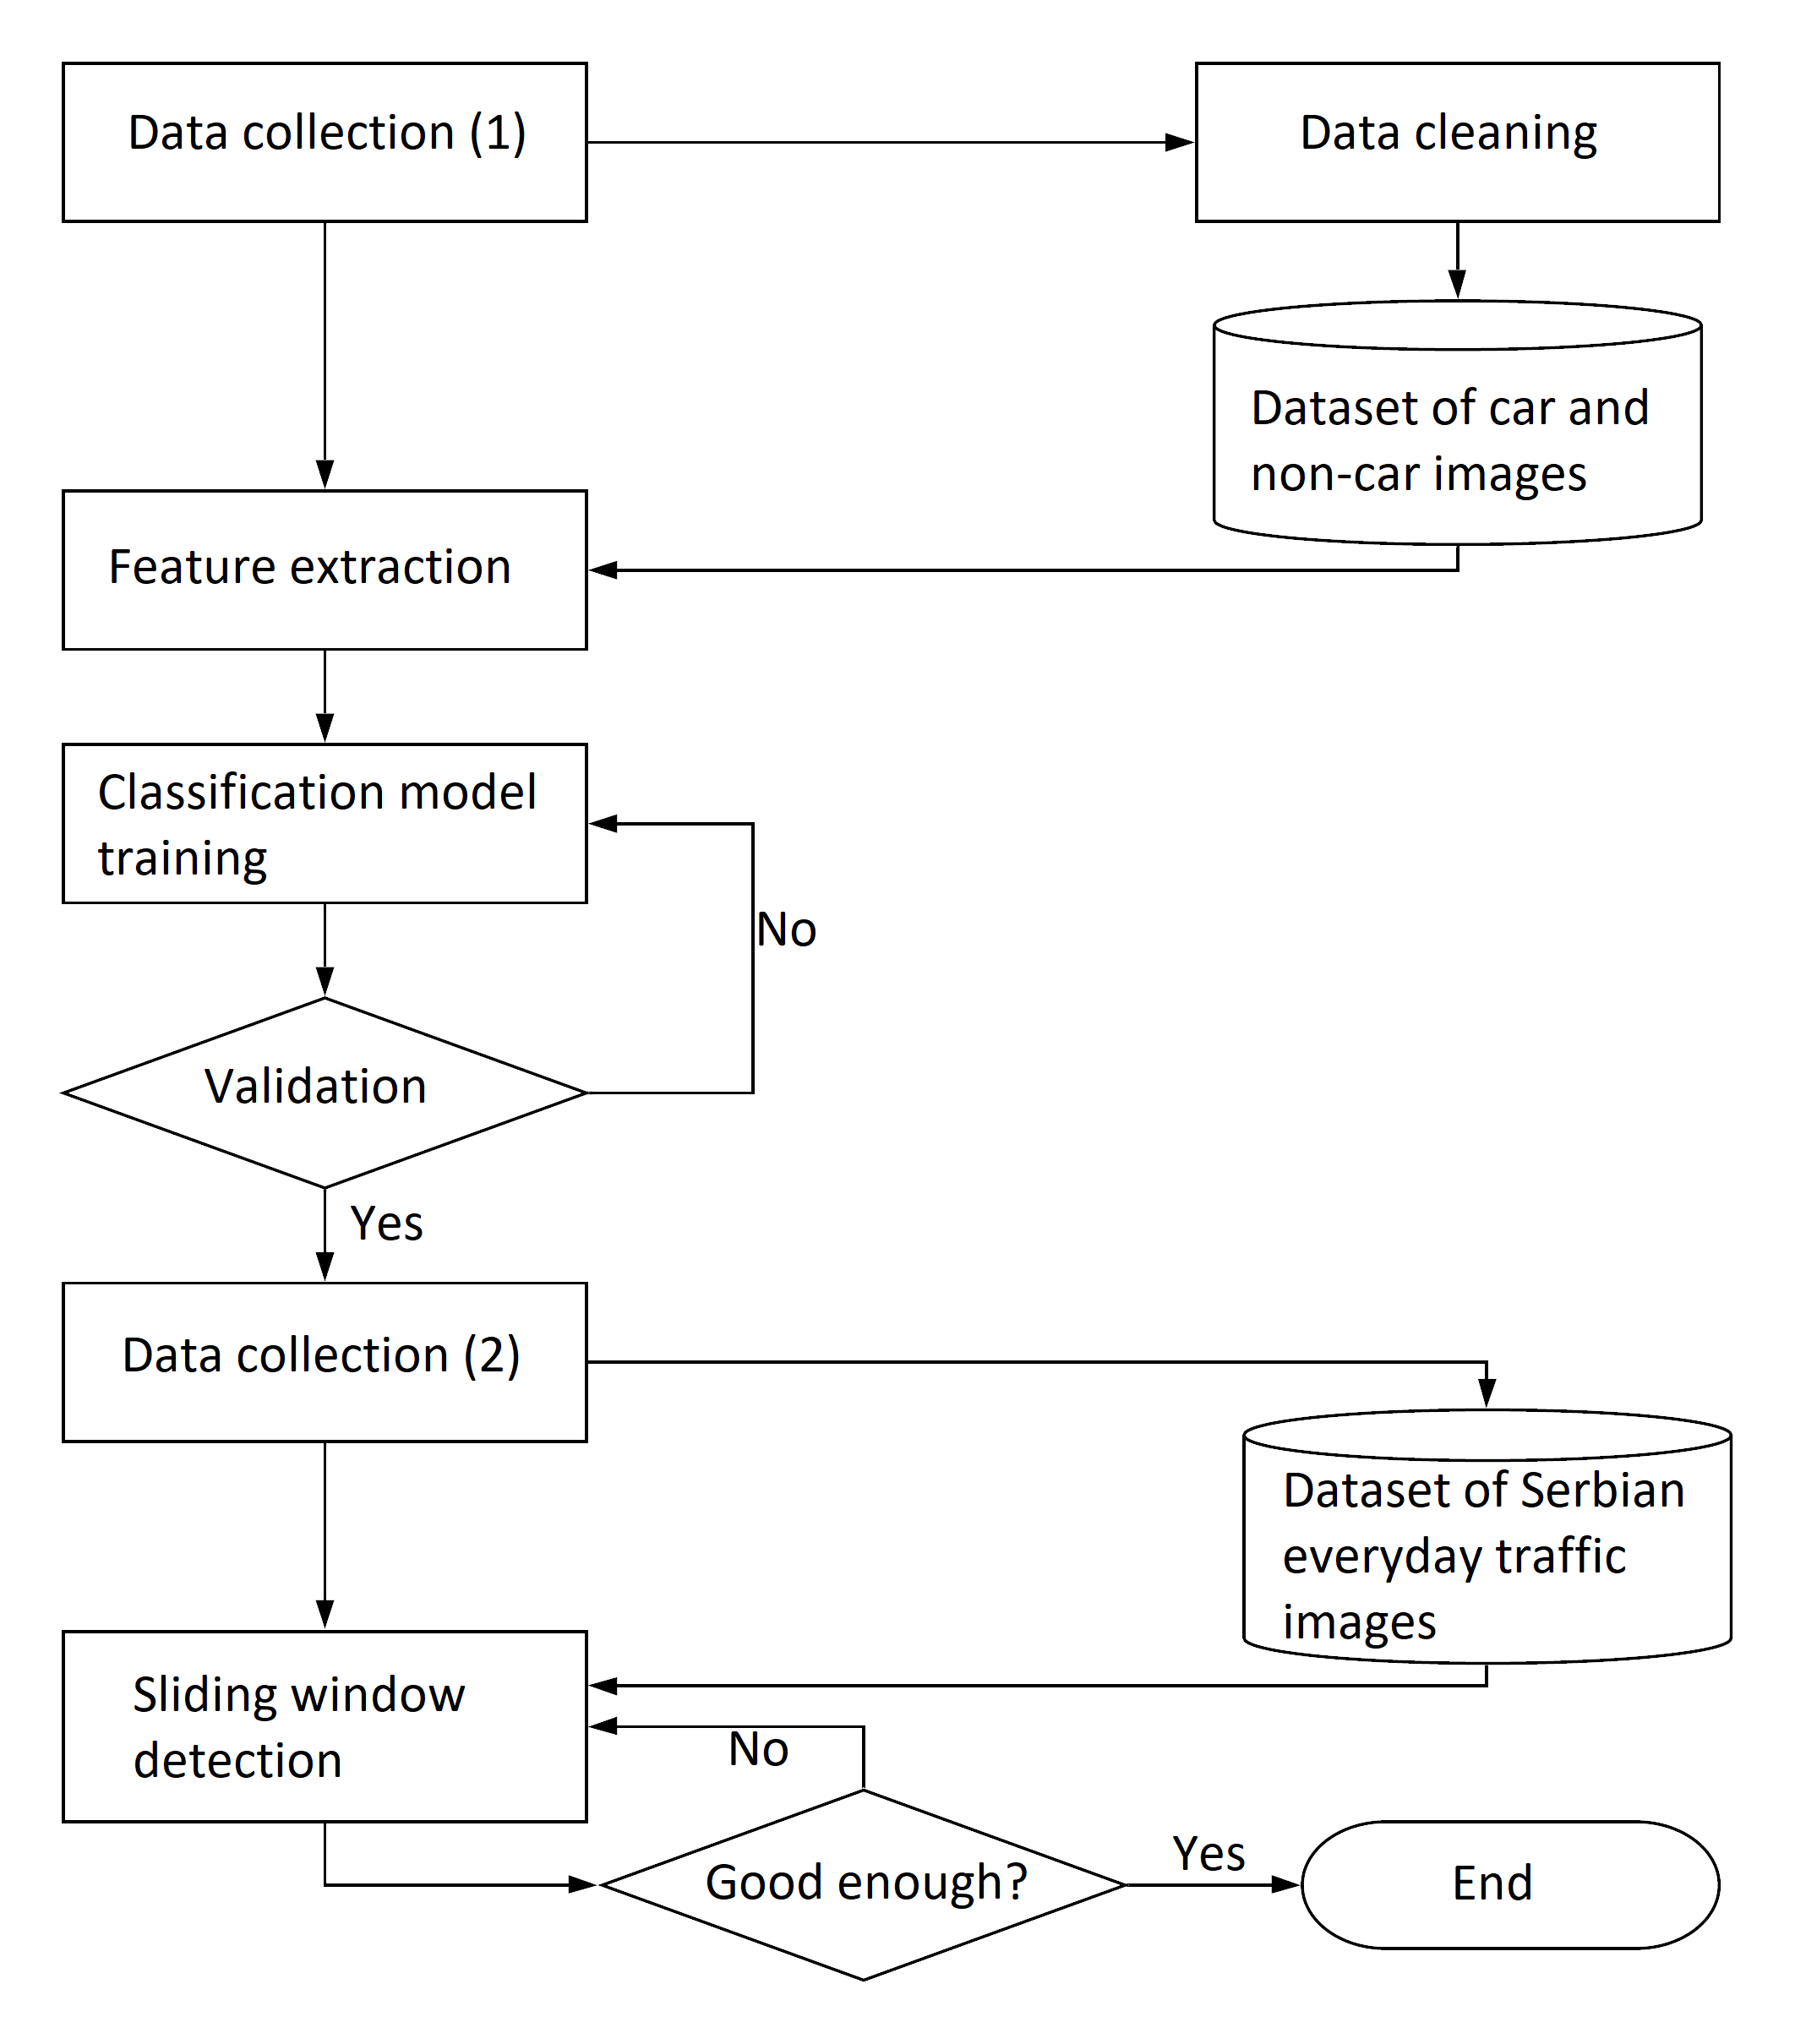 Data collection (1)
Data cleaning
Dataset of car and
non-car images
Feature extraction
Classification model
training
No
Validation
Yes
Data collection (2)
Dataset of Serbian
everyday traffic
images
Sliding window
detection
No
Good enough?
Yes
End